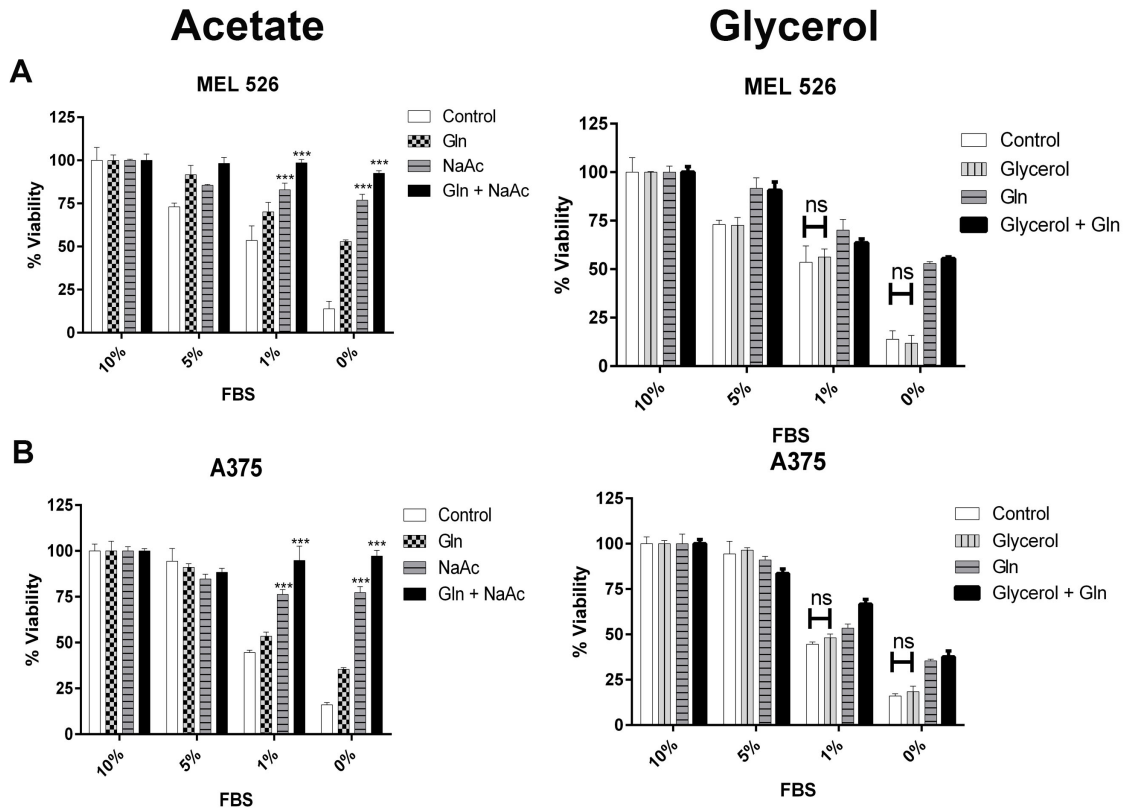 Acetate
Glycerol
A
MEL 526
% Viability
125
100
75
50
25
0
***
***
***
***
10%
5%
1%
0%
FBS
Control
Gln
NaAc
Gln + NaAc
MEL 526
% Viability
125
100
75
50
25
0
ns
ns
10%
5%
1%
0%
FBS
Control
Glycerol
Gln
Glycerol + Gln
B
A375
% Viability
125
100
75
50
25
0
***
***
***
***
10%
5%
1%
0%
FBS
Control
Gln
NaAc
Gln + NaAc
A375
% Viability
125
100
75
50
25
0
ns
ns
10%
5%
1%
0%
FBS
Control
Glycerol
Gln
Glycerol + Gln